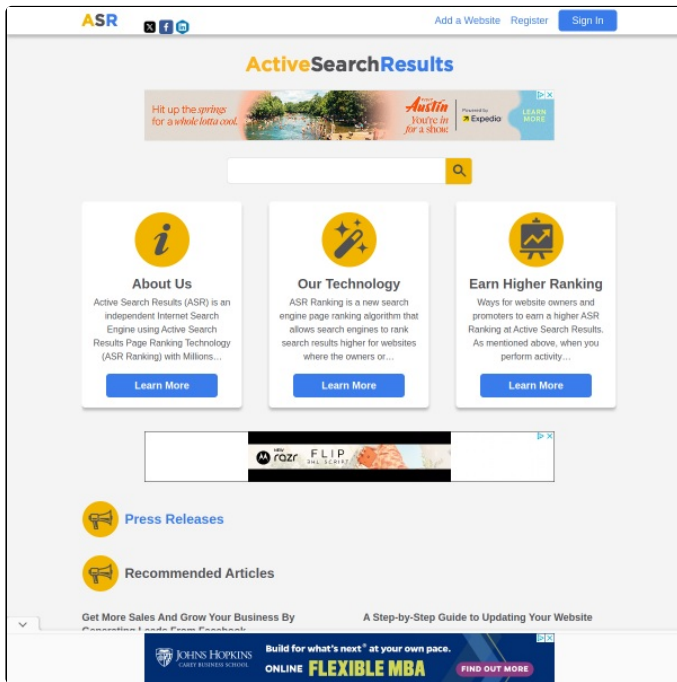 ASR
Add a Website Register Sign In
ActiveSearchResults
Hit up the springs
for a whole lotta cool.
VISIT
Austin
You're in
for a show.
Powered by
Expedia
LEARN
MORE
About Us
Active Search Results (ASR) is an
independent Internet Search
Engine using Active Search
Results Page Ranking Technology
(ASR Ranking) with Millions...
Learn More
Our Technology
ASR Ranking is a new search
engine page ranking algorithm that
allows search engines to rank
search results higher for websites
where the owners or...
Learn More
Earn Higher Ranking
Ways for website owners and
promoters to earn a higher ASR
Ranking at Active Search Results.
As mentioned above, when you
perform activity...
Learn More
NEW
razr
FLIP
THE SCRIPT
Press Releases
Recommended Articles
Get More Sales And Grow Your Business By
Generating Leads From Facebook
A Step-by-Step Guide to Updating Your Website
JOHNS HOPKINS
CAREY BUSINESS SCHOOL
Build for what's next® at your own pace.
ONLINE FLEXIBLE MBA
FIND OUT MORE